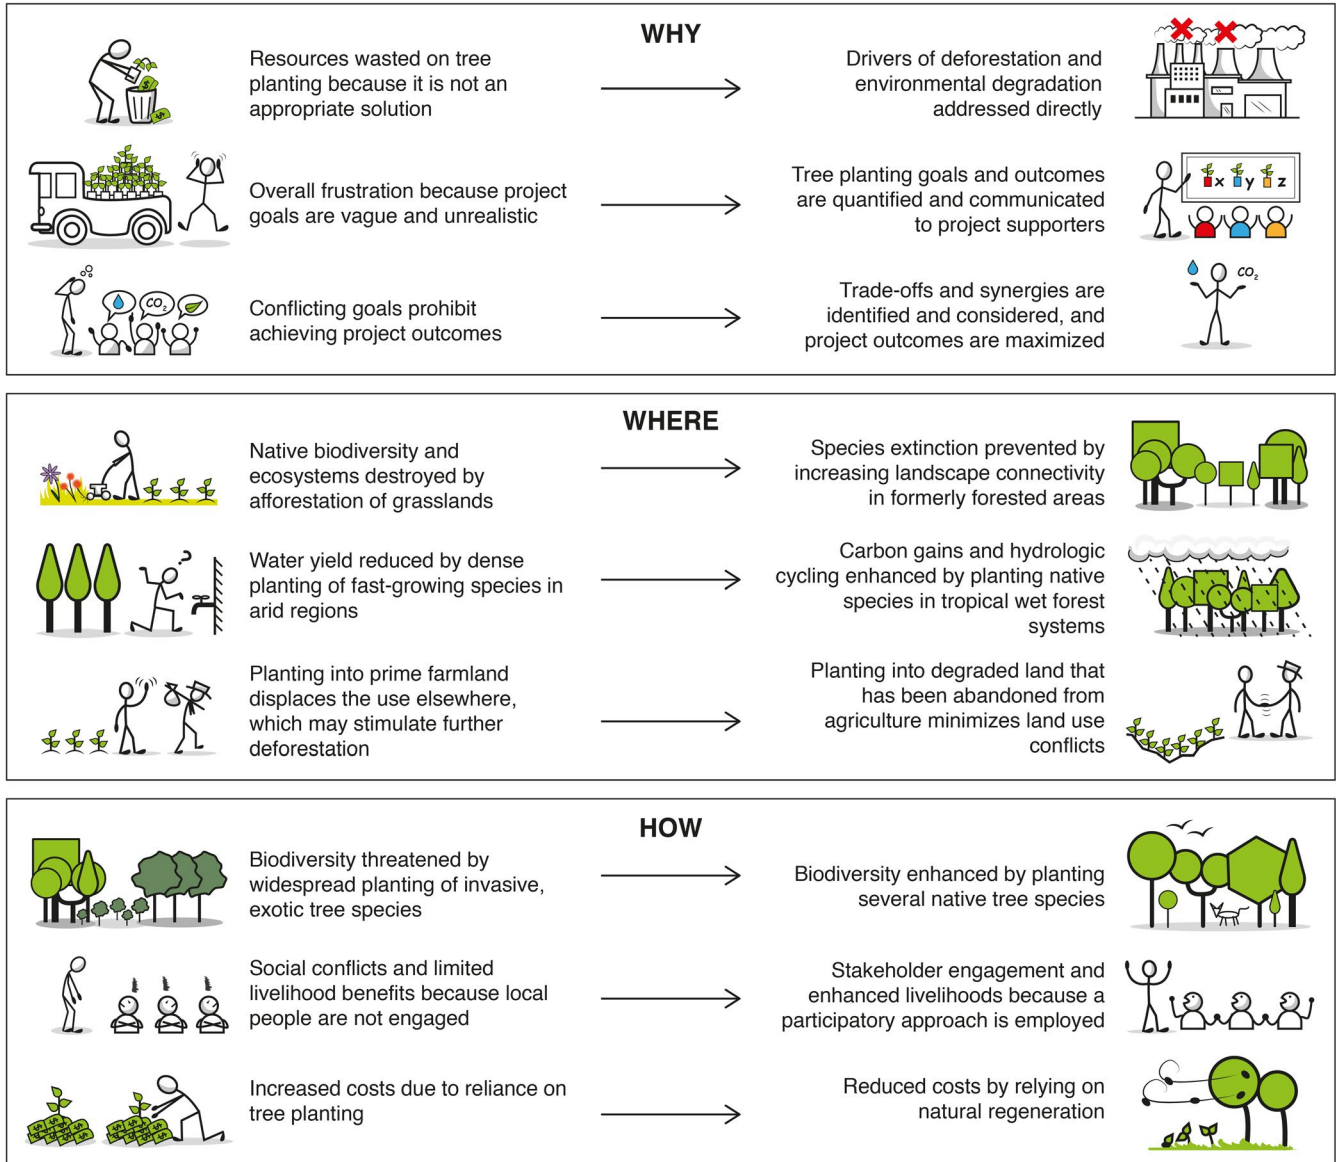 WHY
Resources wasted on tree
planting because it is not an
appropriate solution
Drivers of deforestation and
environmental degradation
addressed directly
Overall frustration because project
goals are vague and unrealistic
Tree planting goals and outcomes
are quantified and communicated
to project supporters
x y z
Conflicting goals prohibit
achieving project outcomes
CO2
Trade-offs and synergies are
identified and considered, and
project outcomes are maximized
CO2
WHERE
Native biodiversity and
ecosystems destroyed by
afforestation of grasslands
Species extinction prevented by
increasing landscape connectivity
in formerly forested areas
Water yield reduced by dense
planting of fast-growing species in
arid regions
?
Carbon gains and hydrologic
cycling enhanced by planting native
species in tropical wet forest
systems
Planting into prime farmland
displaces the use elsewhere,
which may stimulate further
deforestation
Planting into degraded land that
has been abandoned from
agriculture minimizes land use
conflicts
HOW
Biodiversity threatened by
widespread planting of invasive,
exotic tree species
Biodiversity enhanced by planting
several native tree species
Social conflicts and limited
livelihood benefits because local
people are not engaged
Stakeholder engagement and
enhanced livelihoods because a
participatory approach is employed
Increased costs due to reliance on
tree planting
Reduced costs by relying on
natural regeneration